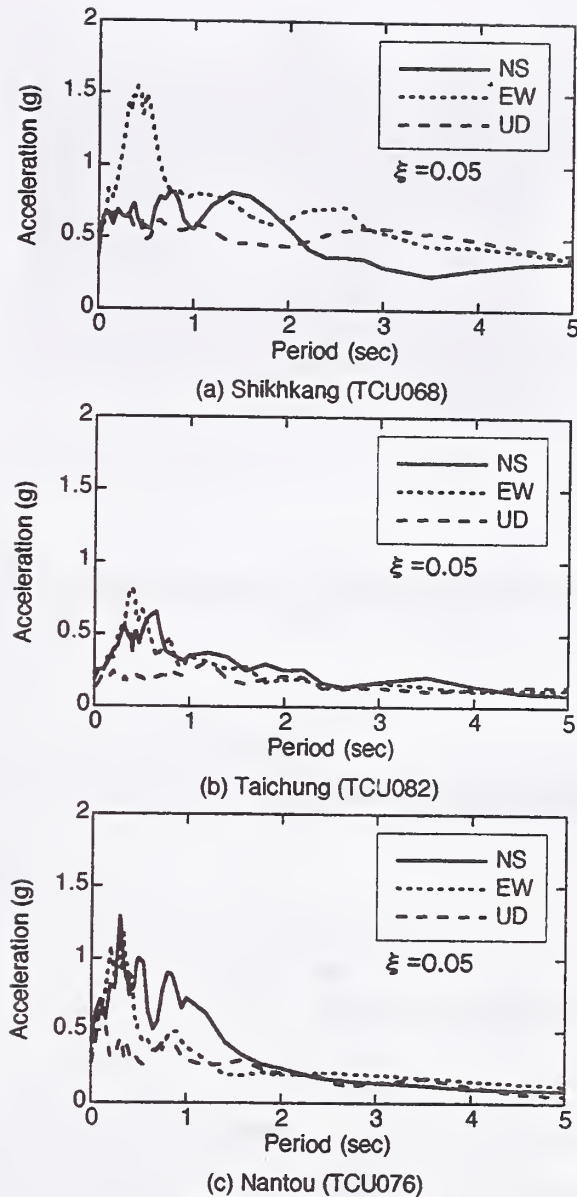 2
1.5
1
0.5
0
Acceleration (g)
NS
EW
UD
ξ =0.05
0 1 2 3 4 5
Period (sec)
(a) Shikhkang (TCU068)
2
1.5
1
0.5
0
Acceleration (g)
NS
EW
UD
ξ =0.05
0 1 2 3 4 5
Period (sec)
(b) Taichung (TCU082)
2
1.5
1
0.5
0
Acceleration (g)
NS
EW
UD
ξ =0.05
0 1 2 3 4 5
Period (sec)
(c) Nantou (TCU076)